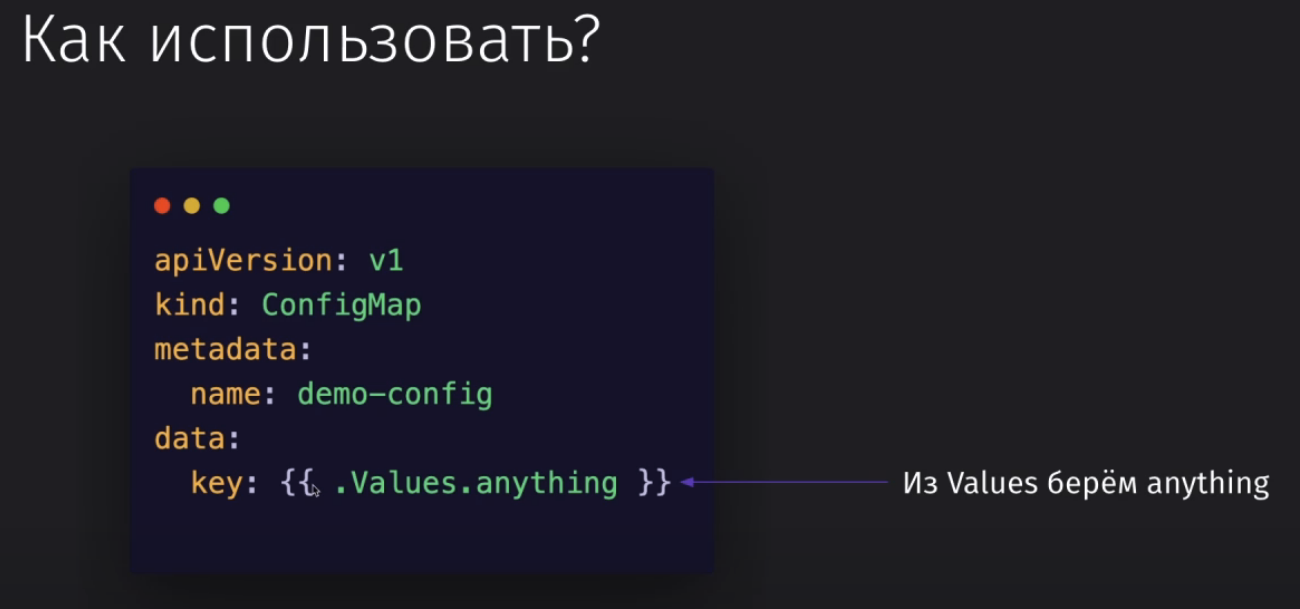 Как использовать?
apiVersion: v1
kind: ConfigMap
metadata:
  name: demo-config
data:
  key: {{ .Values.anything }}
Из Values берём anything